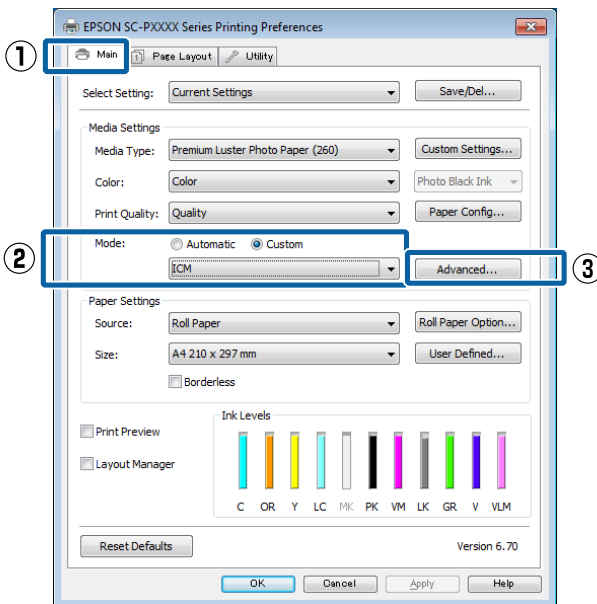 EPSON SC-PXXXX Series Printing Preferences
① Main Page Layout Utility
Select Setting: Current Settings Save/Del...
Media Settings
Media Type: Premium Luster Photo Paper (260) Custom Settings...
Color: Color Photo Black Ink
Print Quality: Quality Paper Config...
② Mode: Automatic Custom
ICM Advanced... ③
Paper Settings
Source: Roll Paper Roll Paper Option...
Size: A4 210 x 297 mm User Defined...
Borderless
Ink Levels
Print Preview
Layout Manager
C OR Y LC MK PK VM LK GR V VLM
Reset Defaults Version 6.70
OK Cancel Apply Help